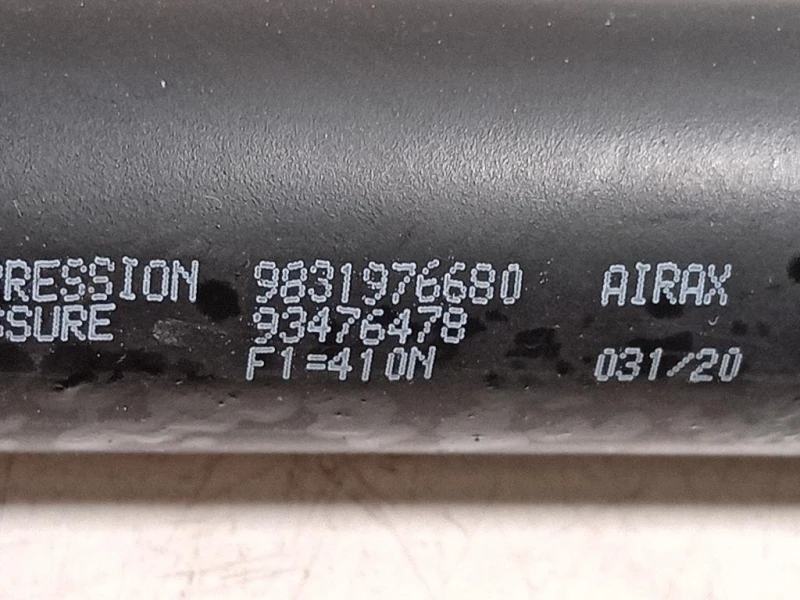 PRESSION 9831976680 AIRAX
SSURE 93476478
F1=410N 031/20